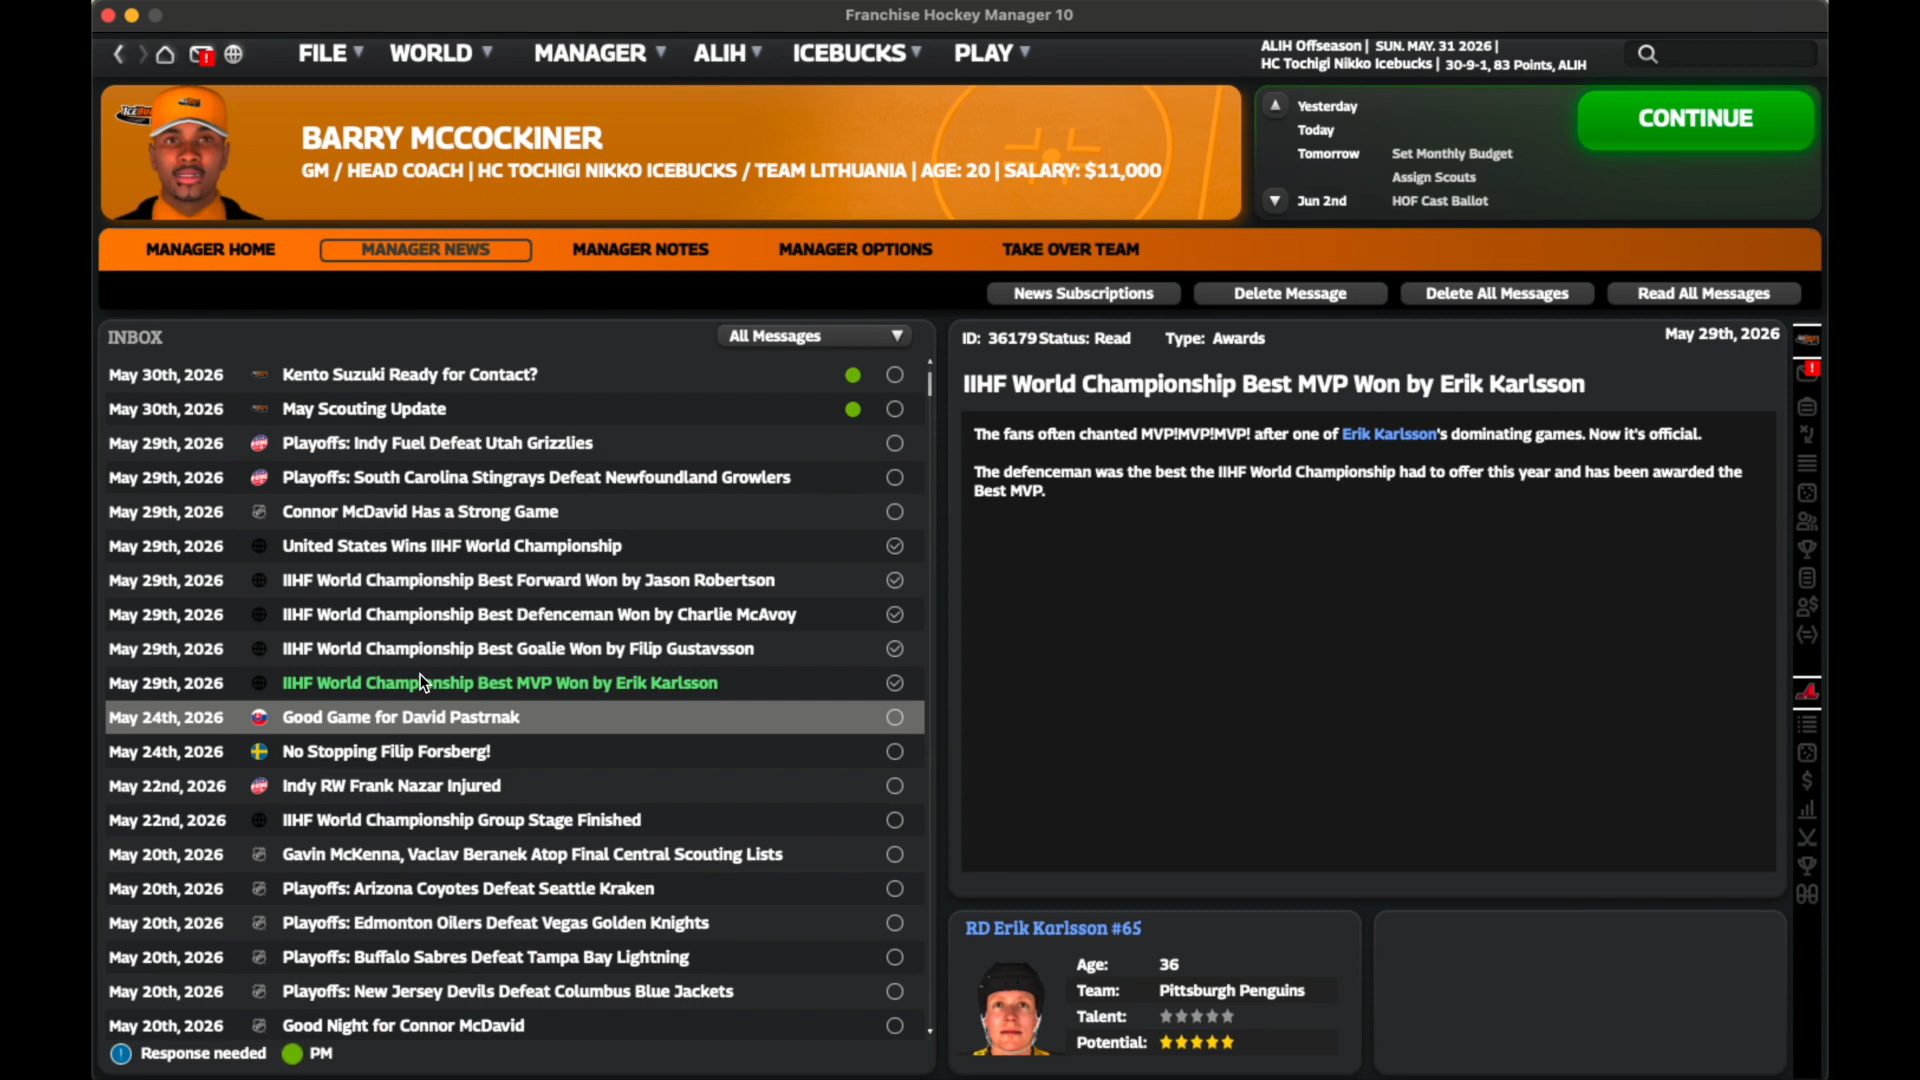 Franchise Hockey Manager 10
FILE
WORLD
MANAGER
ALIH
ICEBUCKS
PLAY
ALIH Offseason | SUN. MAY. 31 2026 |
HC Tochigi Nikko Icebucks | 30-9-1, 83 Points, ALIH
BARRY MCCOCKINER
GM / HEAD COACH | HC TOCHIGI NIKKO ICEBUCKS / TEAM LITHUANIA | AGE: 20 | SALARY: $11,000
Yesterday
Today
Tomorrow Set Monthly Budget
Assign Scouts
Jun 2nd HOF Cast Ballot
CONTINUE
MANAGER HOME
MANAGER NEWS
MANAGER NOTES
MANAGER OPTIONS
TAKE OVER TEAM
News Subscriptions
Delete Message
Delete All Messages
Read All Messages
INBOX
All Messages
May 30th, 2026 Kento Suzuki Ready for Contact?
May 30th, 2026 May Scouting Update
May 29th, 2026 Playoffs: Indy Fuel Defeat Utah Grizzlies
May 29th, 2026 Playoffs: South Carolina Stingrays Defeat Newfoundland Growlers
May 29th, 2026 Connor McDavid Has a Strong Game
May 29th, 2026 United States Wins IIHF World Championship
May 29th, 2026 IIHF World Championship Best Forward Won by Jason Robertson
May 29th, 2026 IIHF World Championship Best Defenceman Won by Charlie McAvoy
May 29th, 2026 IIHF World Championship Best Goalie Won by Filip Gustavsson
May 29th, 2026 IIHF World Championship Best MVP Won by Erik Karlsson
May 24th, 2026 Good Game for David Pastrnak
May 24th, 2026 No Stopping Filip Forsberg!
May 22nd, 2026 Indy RW Frank Nazar Injured
May 22nd, 2026 IIHF World Championship Group Stage Finished
May 20th, 2026 Gavin McKenna, Vaclav Beranek Atop Final Central Scouting Lists
May 20th, 2026 Playoffs: Arizona Coyotes Defeat Seattle Kraken
May 20th, 2026 Playoffs: Edmonton Oilers Defeat Vegas Golden Knights
May 20th, 2026 Playoffs: Buffalo Sabres Defeat Tampa Bay Lightning
May 20th, 2026 Playoffs: New Jersey Devils Defeat Columbus Blue Jackets
May 20th, 2026 Good Night for Connor McDavid
Response needed PM
ID: 36179 Status: Read Type: Awards May 29th, 2026
IIHF World Championship Best MVP Won by Erik Karlsson
The fans often chanted MVP!MVP!MVP! after one of Erik Karlsson's dominating games. Now it's official.
The defenceman was the best the IIHF World Championship had to offer this year and has been awarded the
Best MVP.
RD Erik Karlsson #65
Age: 36
Team: Pittsburgh Penguins
Talent:
Potential: